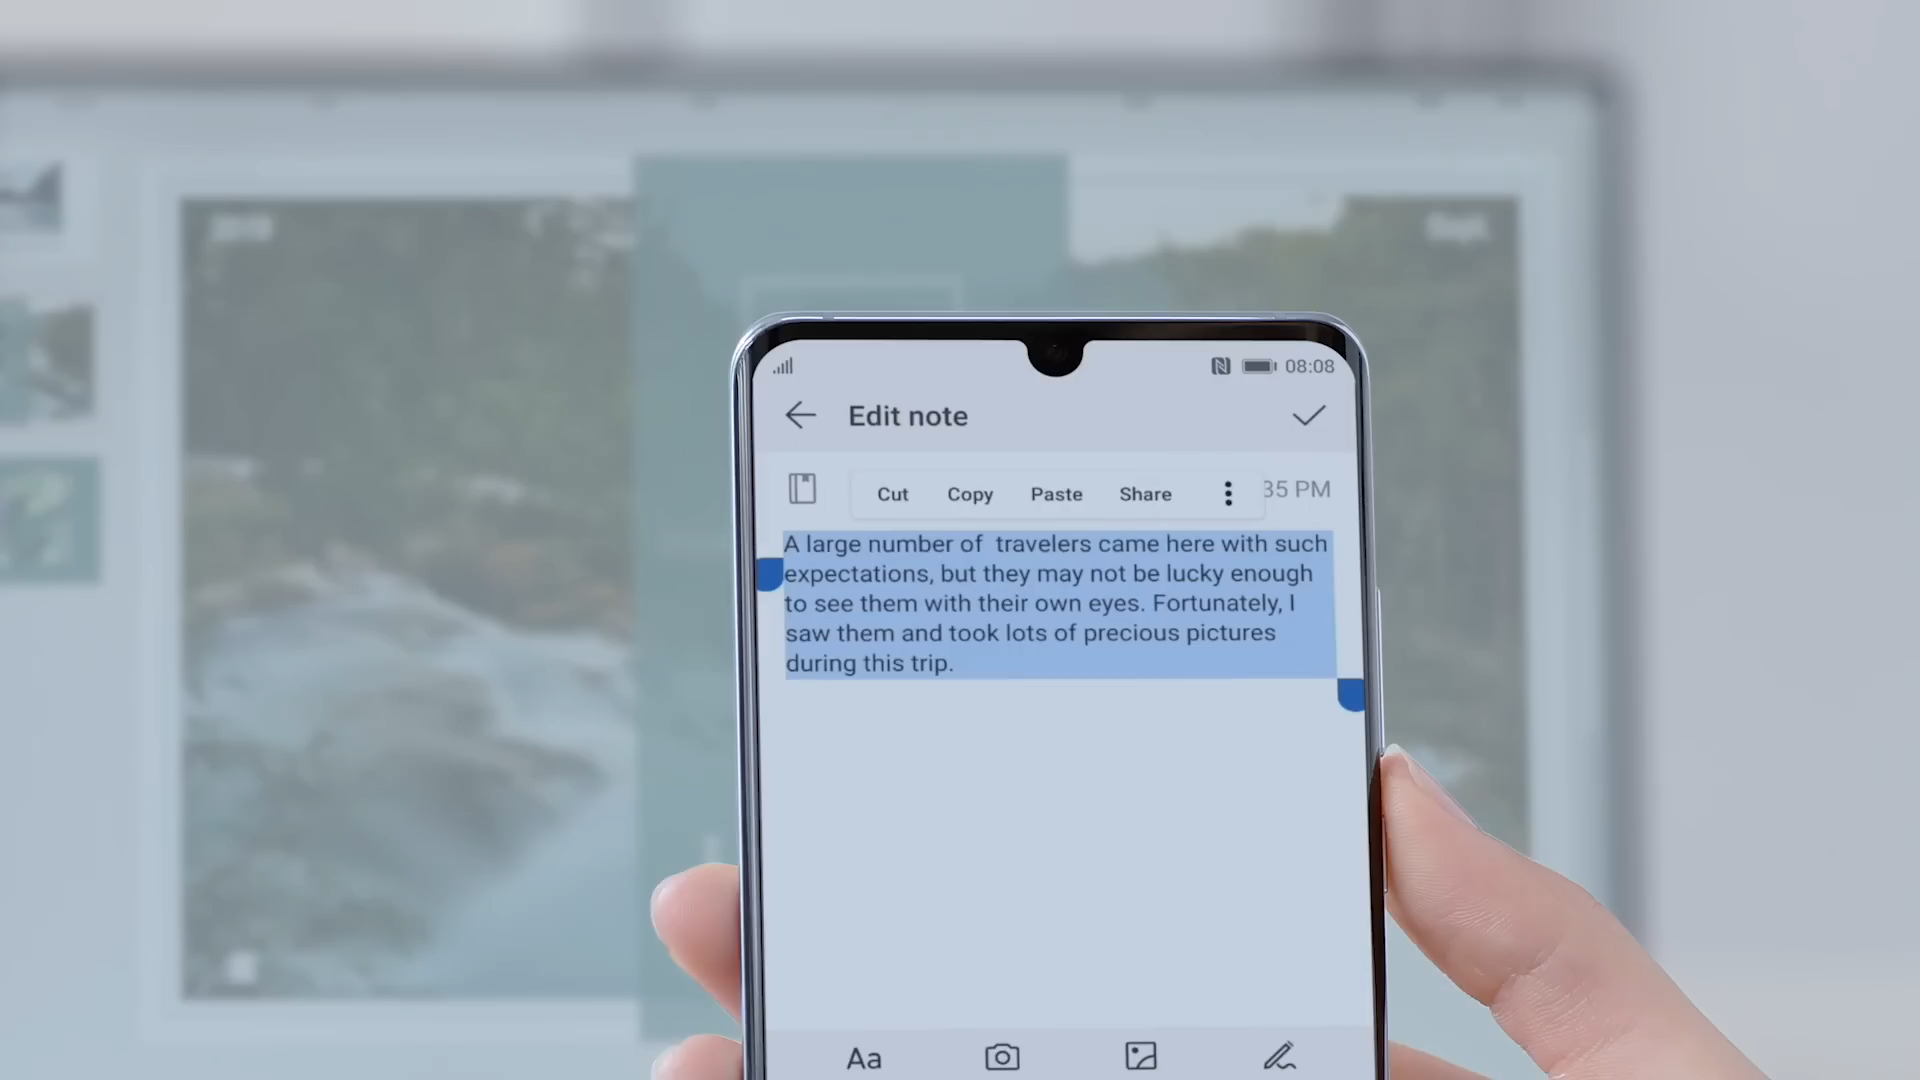 2019
Sept
08:08
Edit note
Cut Copy Paste Share
35 PM
A large number of  travelers came here with such
expectations, but they may not be lucky enough
to see them with their own eyes. Fortunately, I
saw them and took lots of precious pictures
during this trip.
Aa